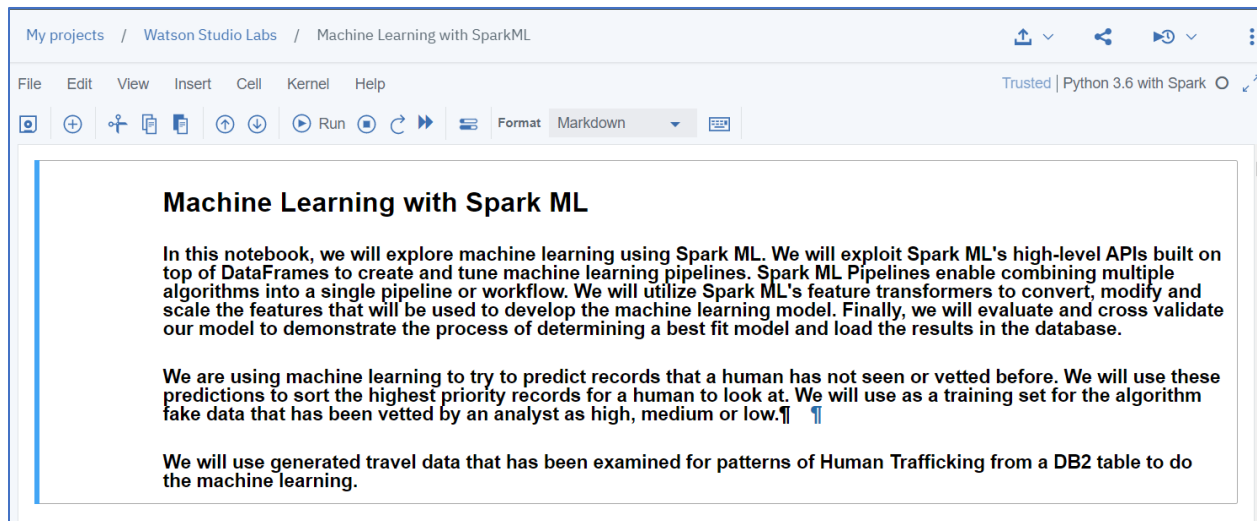 My projects / Watson Studio Labs / Machine Learning with SparkML
File Edit View Insert Cell Kernel Help Trusted | Python 3.6 with Spark
Run Format Markdown
Machine Learning with Spark ML
In this notebook, we will explore machine learning using Spark ML. We will exploit Spark ML's high-level APIs built on
top of DataFrames to create and tune machine learning pipelines. Spark ML Pipelines enable combining multiple
algorithms into a single pipeline or workflow. We will utilize Spark ML's feature transformers to convert, modify and
scale the features that will be used to develop the machine learning model. Finally, we will evaluate and cross validate
our model to demonstrate the process of determining a best fit model and load the results in the database.
We are using machine learning to try to predict records that a human has not seen or vetted before. We will use these
predictions to sort the highest priority records for a human to look at. We will use as a training set for the algorithm
fake data that has been vetted by an analyst as high, medium or low.¶ ¶
We will use generated travel data that has been examined for patterns of Human Trafficking from a DB2 table to do
the machine learning.